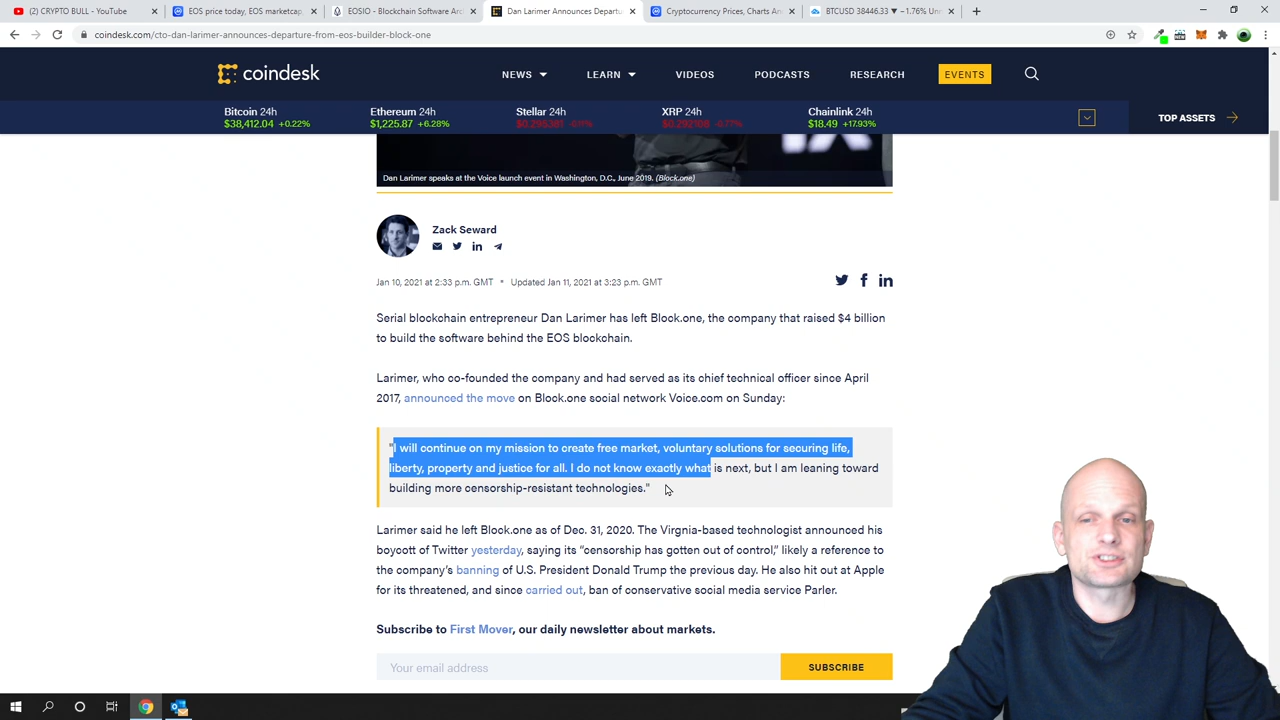 (2) CRYPTO BULL - YouTube
EOS price today, EOS marketcap,
EOSIO - Blockchain Software Arc
Dan Larimer Announces Departu
Cryptocurrency Prices, Charts An
BTCUSD 38446.33 ▼ −1.76% Un
coindesk.com/cto-dan-larimer-announces-departure-from-eos-builder-block-one
coindesk
NEWS
LEARN
VIDEOS
PODCASTS
RESEARCH
EVENTS
Bitcoin 24h
$38,412.04 +0.22%
Ethereum 24h
$1,225.87 +6.28%
Stellar 24h
XRP 24h
Chainlink 24h
$18.49 +17.93%
TOP ASSETS
Dan Larimer speaks at the Voice launch event in Washington, D.C., June 2019. (Block.one)
Zack Seward
Jan 10, 2021 at 2:33 p.m. GMT • Updated Jan 11, 2021 at 3:23 p.m. GMT
Serial blockchain entrepreneur Dan Larimer has left Block.one, the company that raised $4 billion
to build the software behind the EOS blockchain.
Larimer, who co-founded the company and had served as its chief technical officer since April
2017, announced the move on Block.one social network Voice.com on Sunday:
"I will continue on my mission to create free market, voluntary solutions for securing life,
liberty, property and justice for all. I do not know exactly what is next, but I am leaning toward
building more censorship-resistant technologies."
Larimer said he left Block.one as of Dec. 31, 2020. The Virgnia-based technologist announced his
boycott of Twitter yesterday, saying its “censorship has gotten out of control,” likely a reference to
the company’s banning of U.S. President Donald Trump the previous day. He also hit out at Apple
for its threatened, and since carried out, ban of conservative social media service Parler.
Subscribe to First Mover, our daily newsletter about markets.
Your email address
SUBSCRIBE